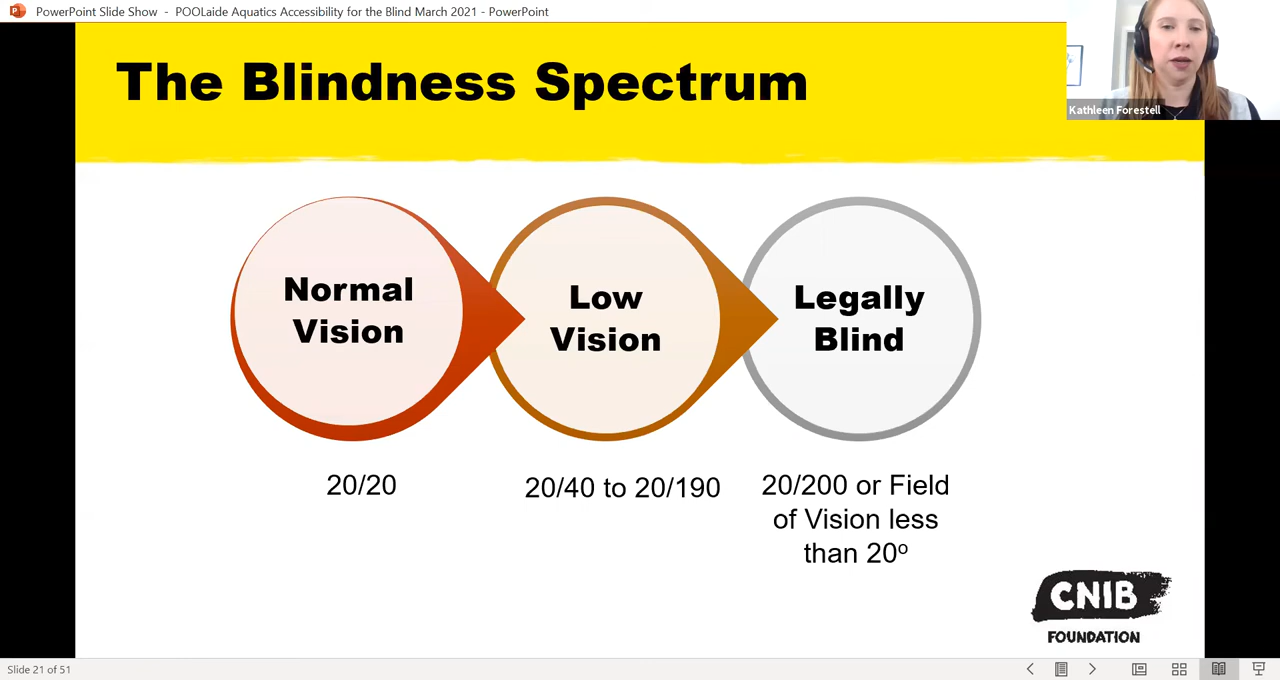 PowerPoint Slide Show - POOLaide Aquatics Accessibility for the Blind March 2021 - PowerPoint
Kathleen Forestell
The Blindness Spectrum
Normal
Vision
Low
Vision
Legally
Blind
20/20
20/40 to 20/190
20/200 or Field
of Vision less
than 20º
CNIB
FOUNDATION
Slide 21 of 51